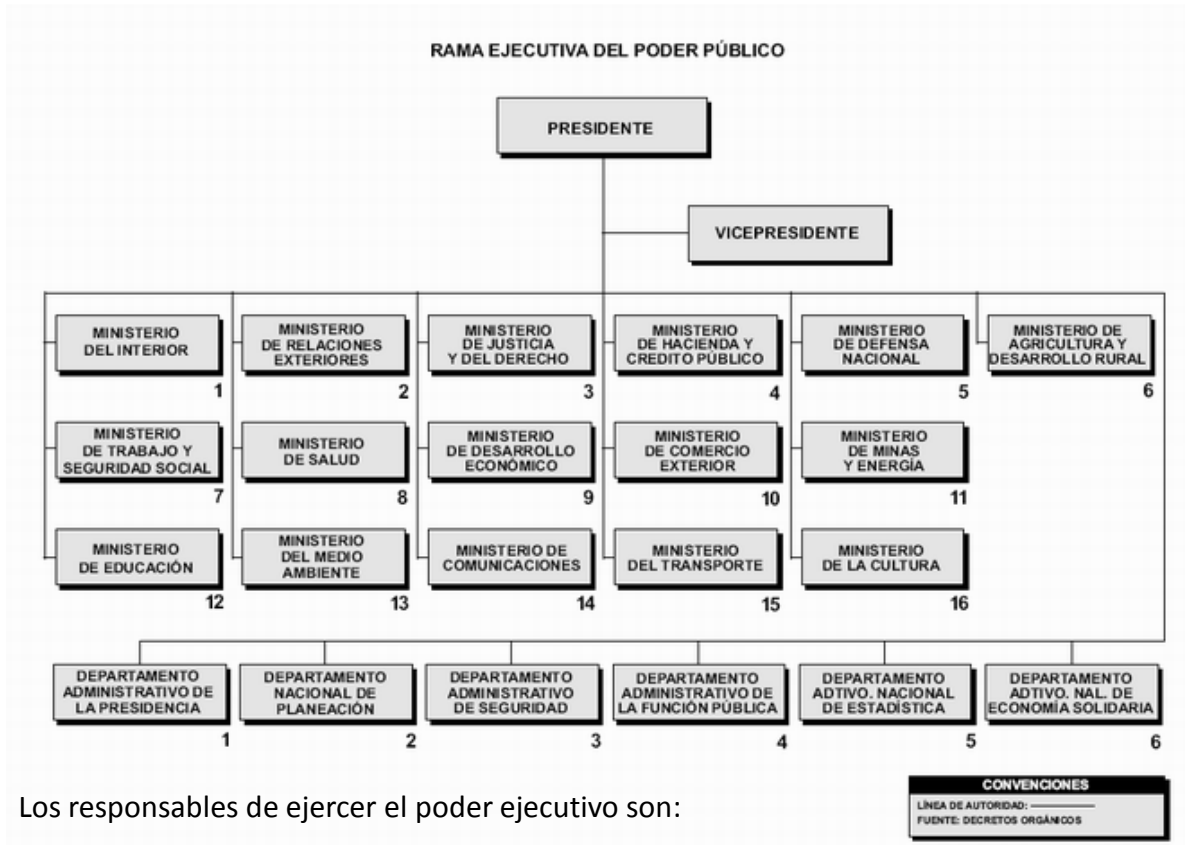 RAMA EJECUTIVA DEL PODER PÚBLICO
PRESIDENTE
VICEPRESIDENTE
MINISTERIO
DEL INTERIOR
1
MINISTERIO
DE RELACIONES
EXTERIORES
2
MINISTERIO
DE JUSTICIA
Y DEL DERECHO
3
MINISTERIO
DE HACIENDA Y
CREDITO PÚBLICO
4
MINISTERIO
DE DEFENSA
NACIONAL
5
MINISTERIO DE
AGRICULTURA Y
DESARROLLO RURAL
6
MINISTERIO
DE TRABAJO Y
SEGURIDAD SOCIAL
7
MINISTERIO
DE SALUD
8
MINISTERIO
DE DESARROLLO
ECONÓMICO
9
MINISTERIO
DE COMERCIO
EXTERIOR
10
MINISTERIO
DE MINAS
Y ENERGÍA
11
MINISTERIO
DE EDUCACIÓN
12
MINISTERIO
DEL MEDIO
AMBIENTE
13
MINISTERIO DE
COMUNICACIONES
14
MINISTERIO
DEL TRANSPORTE
15
MINISTERIO
DE LA CULTURA
16
DEPARTAMENTO
ADMINISTRATIVO DE
LA PRESIDENCIA
1
DEPARTAMENTO
NACIONAL DE
PLANEACIÓN
2
DEPARTAMENTO
ADMINISTRATIVO
DE SEGURIDAD
3
DEPARTAMENTO
ADMINISTRATIVO DE
LA FUNCIÓN PÚBLICA
4
DEPARTAMENTO
ADTIVO. NACIONAL
DE ESTADÍSTICA
5
DEPARTAMENTO
ADTIVO. NAL. DE
ECONOMÍA SOLIDARIA
6
Los responsables de ejercer el poder ejecutivo son:
CONVENCIONES
LÍNEA DE AUTORIDAD:
FUENTE: DECRETOS ORGÁNICOS